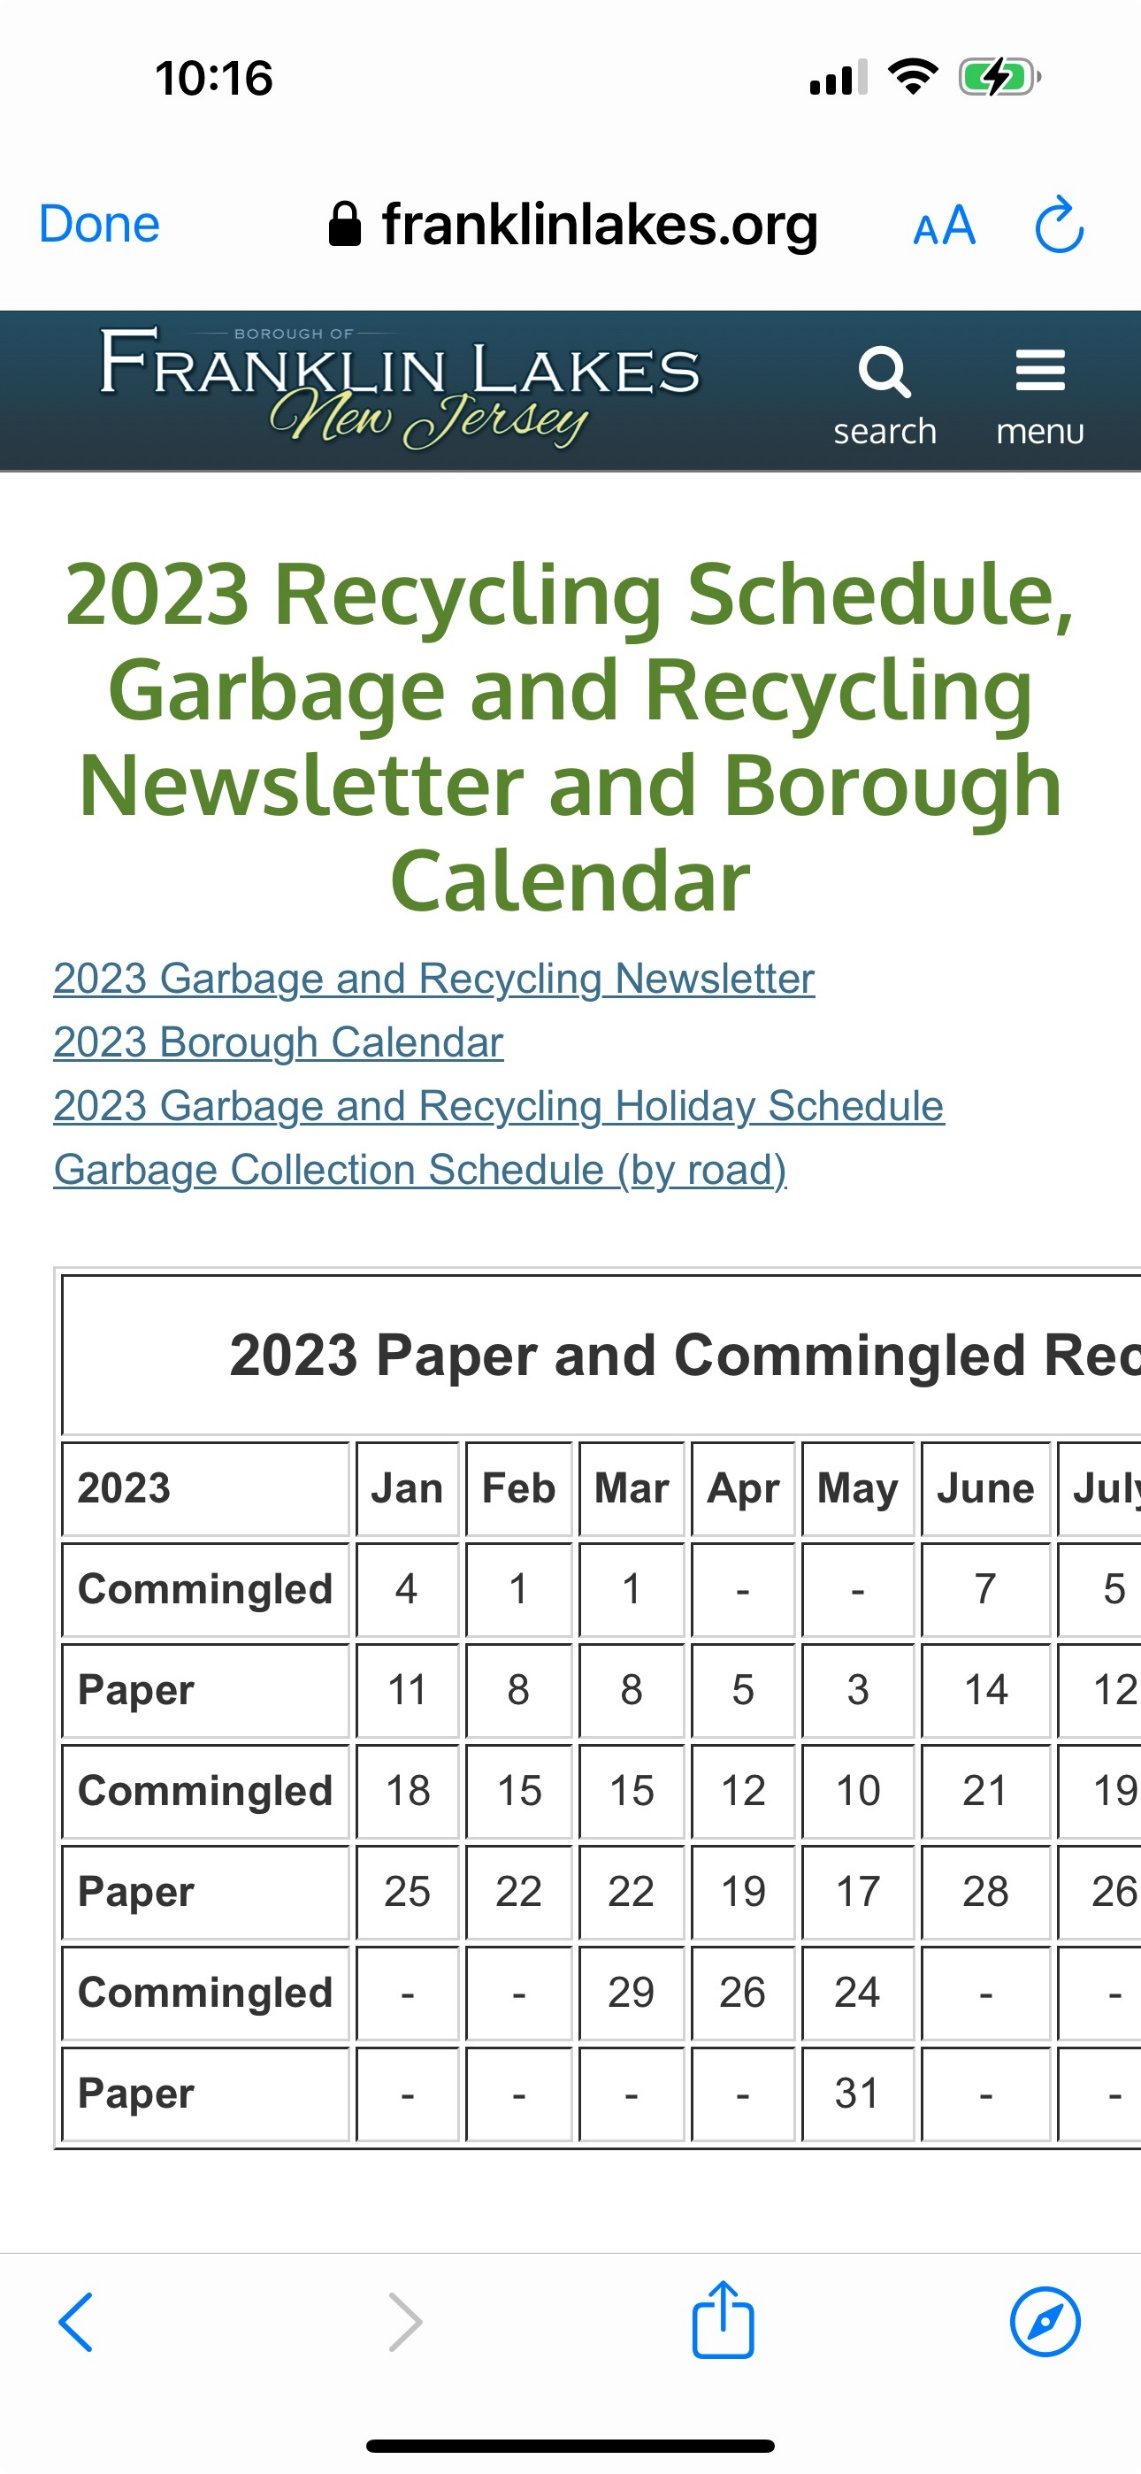 10:16
Done franklinlakes.org AA
BOROUGH OF
FRANKLIN LAKES
New Jersey
search menu
2023 Recycling Schedule,
Garbage and Recycling
Newsletter and Borough
Calendar
2023 Garbage and Recycling Newsletter
2023 Borough Calendar
2023 Garbage and Recycling Holiday Schedule
Garbage Collection Schedule (by road)
2023 Paper and Commingled Rec
2023 Jan Feb Mar Apr May June July
Commingled 4 1 1 - - 7 5
Paper 11 8 8 5 3 14 12
Commingled 18 15 15 12 10 21 19
Paper 25 22 22 19 17 28 26
Commingled - - 29 26 24 - -
Paper - - - - 31 - -